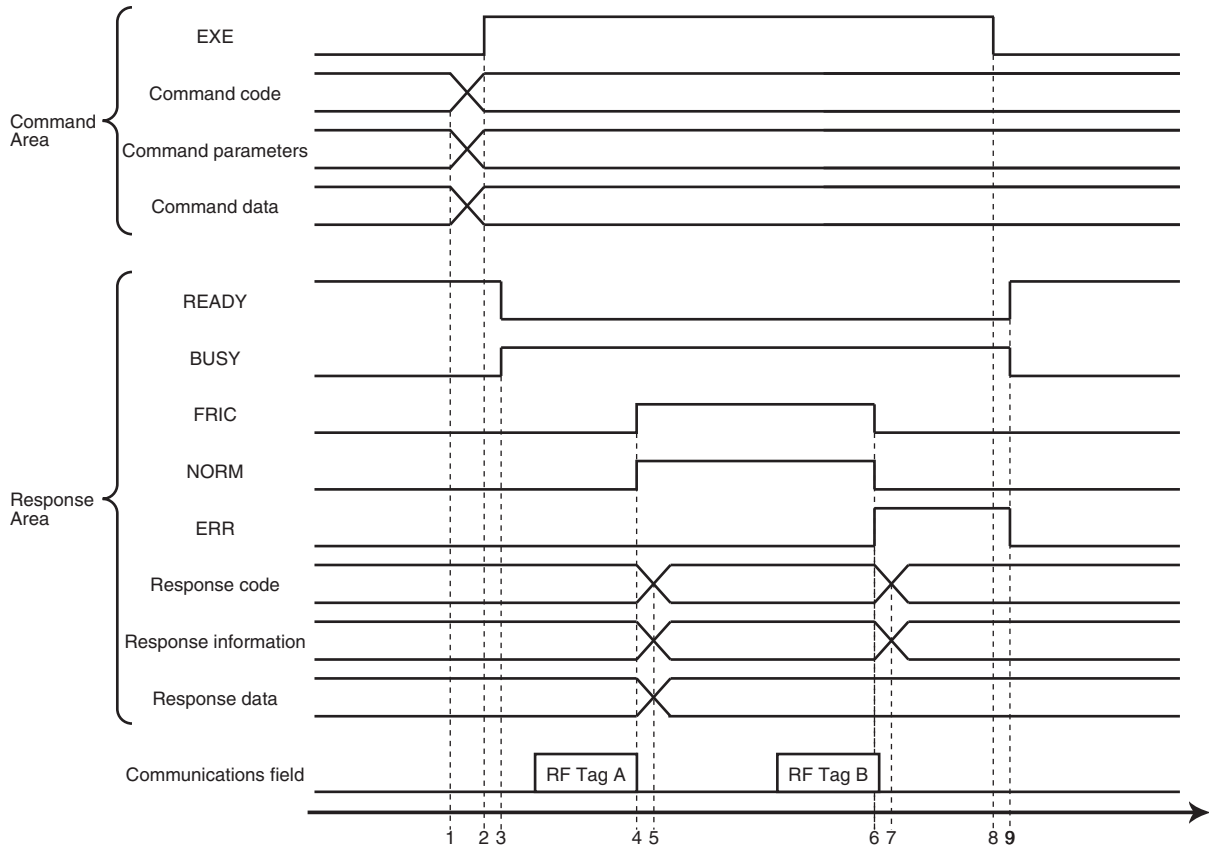 EXE
Command code
Command
Area
Command parameters
Command data
READY
BUSY
FRIC
NORM
Response
Area
ERR
Response code
Response information
Response data
Communications field
RF Tag A
RF Tag B
1 2 3 4 5 6 7 8 9